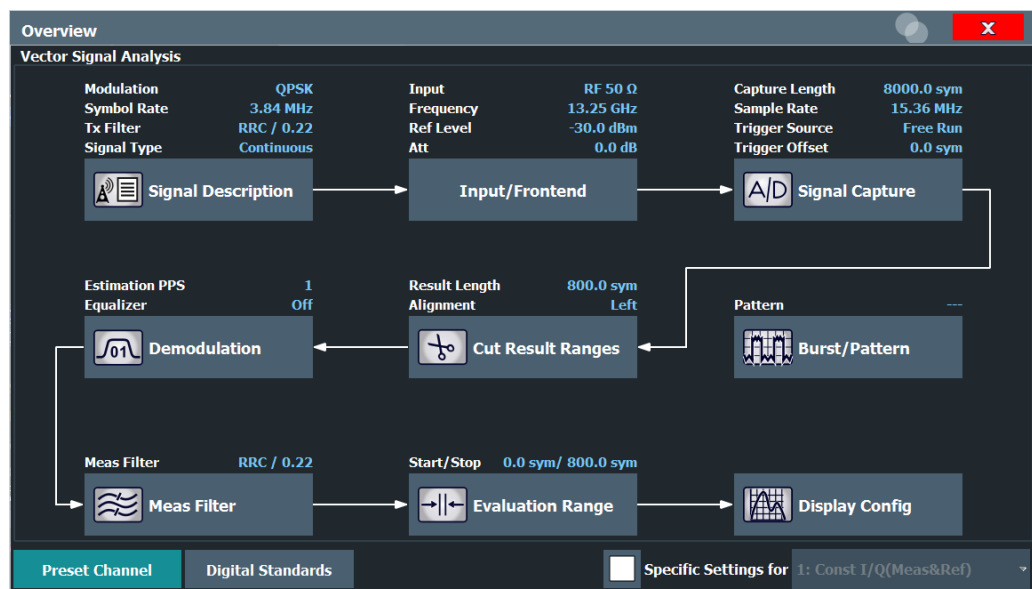 Overview
X
Vector Signal Analysis
Modulation QPSK
Symbol Rate 3.84 MHz
Tx Filter RRC / 0.22
Signal Type Continuous
Signal Description
Input RF 50 Ω
Frequency 13.25 GHz
Ref Level -30.0 dBm
Att 0.0 dB
Input/Frontend
Capture Length 8000.0 sym
Sample Rate 15.36 MHz
Trigger Source Free Run
Trigger Offset 0.0 sym
A/D Signal Capture
Estimation PPS 1
Equalizer Off
01 Demodulation
Result Length 800.0 sym
Alignment Left
Cut Result Ranges
Pattern ---
Burst/Pattern
Meas Filter RRC / 0.22
Meas Filter
Start/Stop 0.0 sym/ 800.0 sym
Evaluation Range
Display Config
Preset Channel
Digital Standards
Specific Settings for 1: Const I/Q(Meas&Ref)